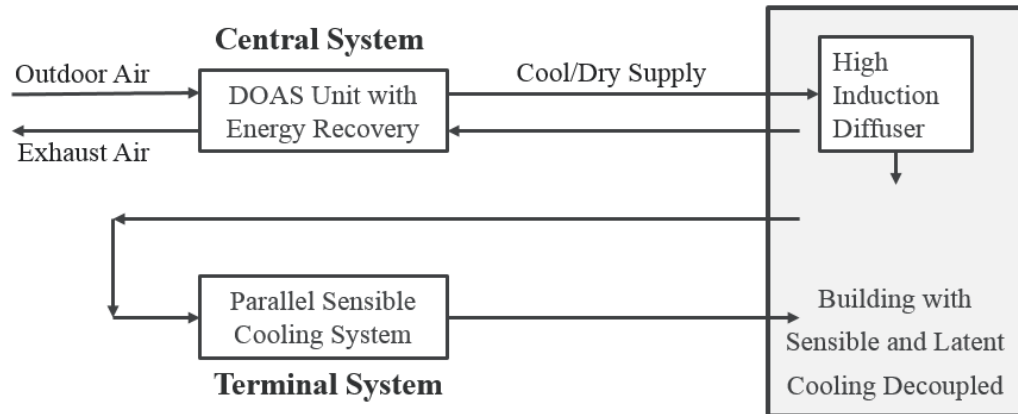 Central System
Outdoor Air
DOAS Unit with
Energy Recovery
Exhaust Air
Cool/Dry Supply
High
Induction
Diffuser
Parallel Sensible
Cooling System
Terminal System
Building with
Sensible and Latent
Cooling Decoupled